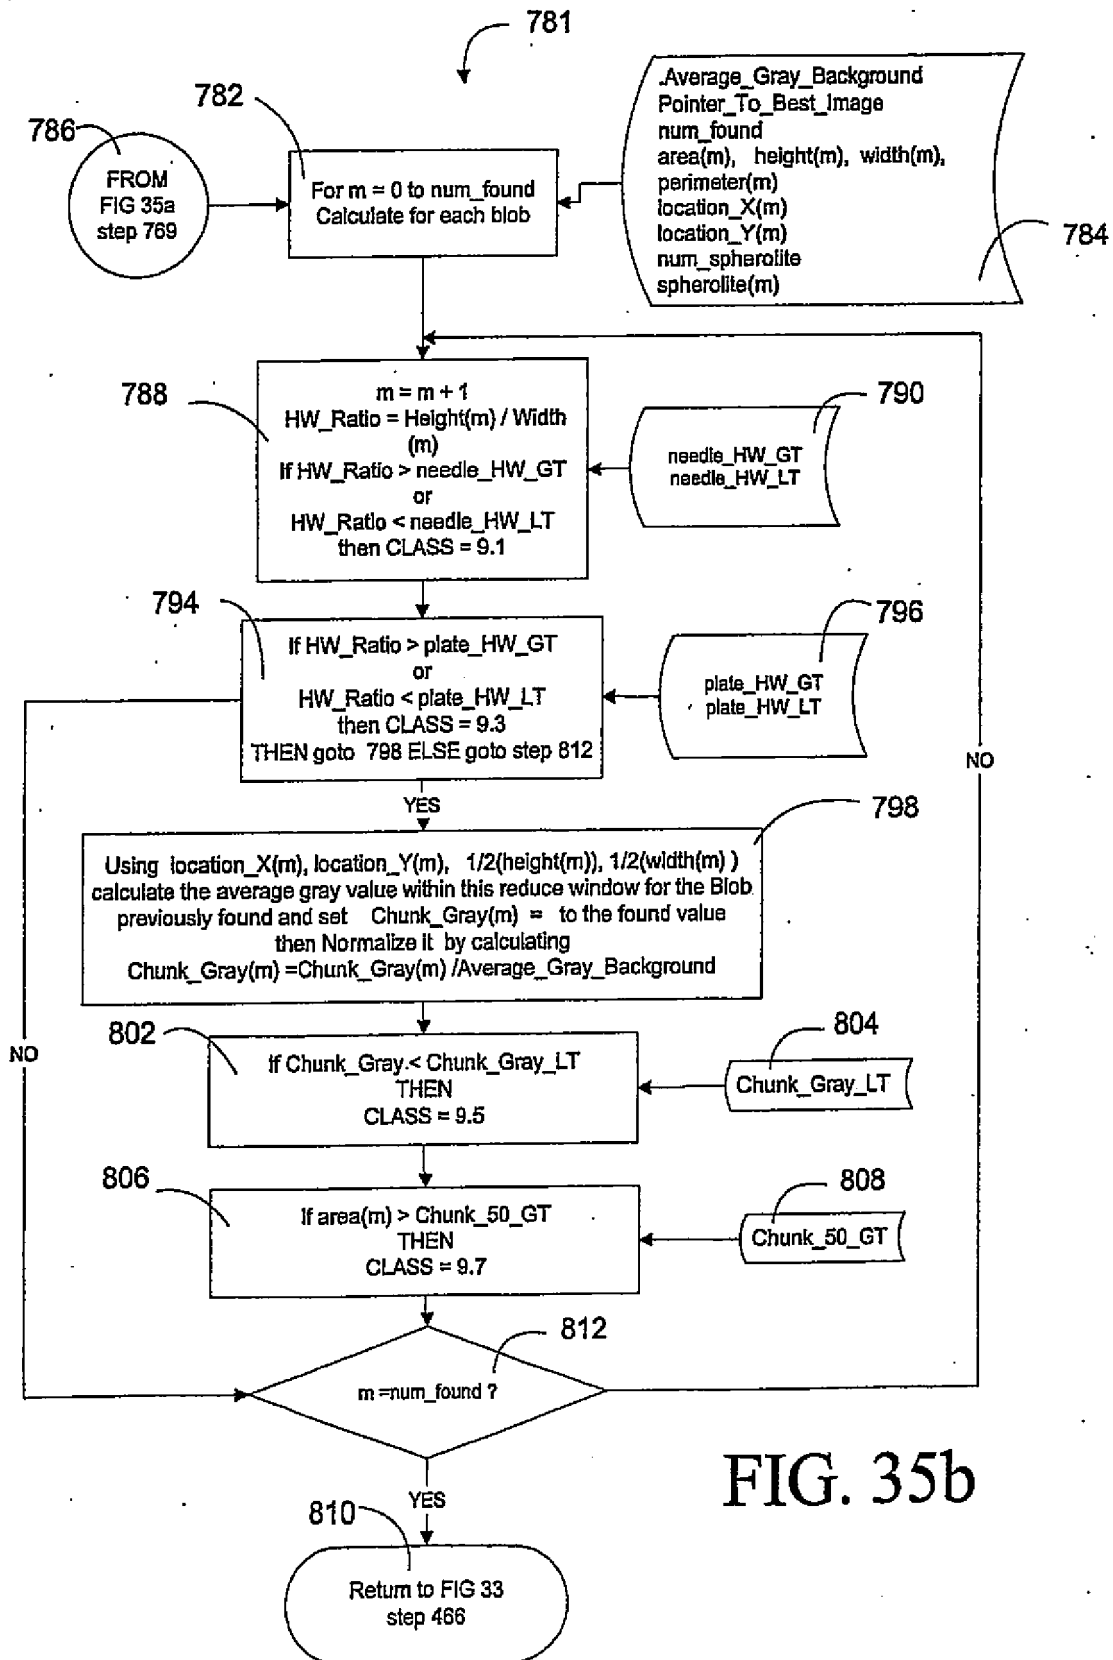 781
782
786
FROM
FIG 35a
step 769
For m = 0 to num_found
Calculate for each blob
.Average_Gray_Background
Pointer_To_Best_Image
num_found
area(m), height(m), width(m),
perimeter(m)
location_X(m)
location_Y(m)
num_spherolite
spherolite(m)
784
788
m = m + 1
HW_Ratio = Height(m) / Width
(m)
If HW_Ratio > needle_HW_GT
or
HW_Ratio < needle_HW_LT
then CLASS = 9.1
790
needle_HW_GT
needle_HW_LT
794
If HW_Ratio > plate_HW_GT
or
HW_Ratio < plate_HW_LT
then CLASS = 9.3
THEN goto 798 ELSE goto step 812
796
plate_HW_GT
plate_HW_LT
NO
YES
798
Using location_X(m), location_Y(m), 1/2(height(m)), 1/2(width(m) )
calculate the average gray value within this reduce window for the Blob
previously found and set Chunk_Gray(m) = to the found value
then Normalize it by calculating
Chunk_Gray(m) =Chunk_Gray(m) /Average_Gray_Background
NO
802
If Chunk_Gray.< Chunk_Gray_LT
THEN
CLASS = 9.5
804
Chunk_Gray_LT
806
If area(m) > Chunk_50_GT
THEN
CLASS = 9.7
808
Chunk_50_GT
812
m =num_found ?
YES
810
Return to FIG 33
step 466
FIG. 35b